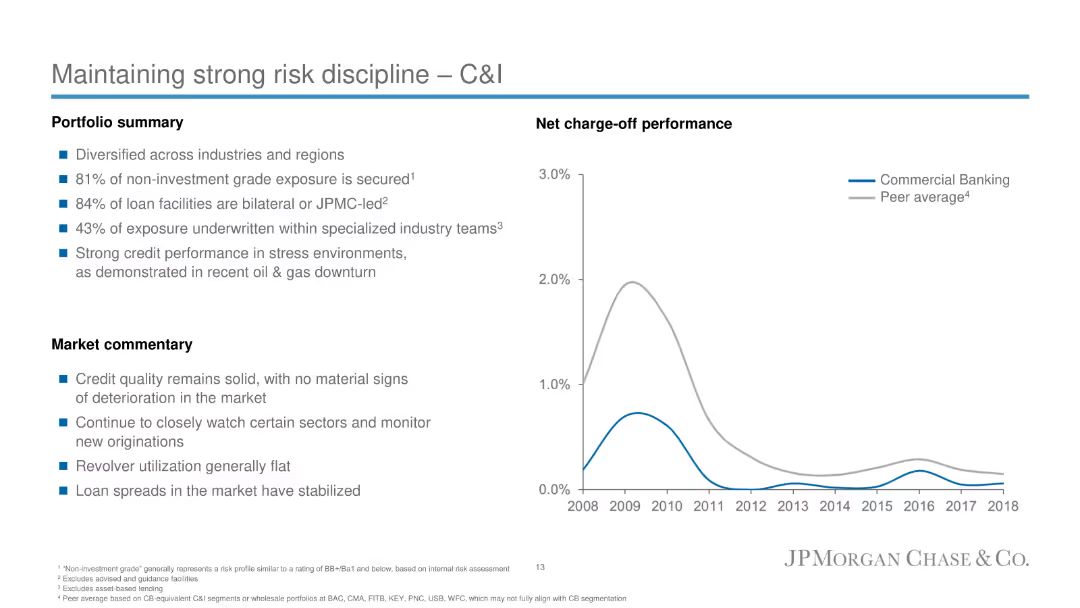 Maintaining strong risk discipline – C&I
Portfolio summary
■ Diversified across industries and regions
■ 81% of non-investment grade exposure is secured¹
■ 84% of loan facilities are bilateral or JPMC-led²
■ 43% of exposure underwritten within specialized industry teams³
■ Strong credit performance in stress environments,
as demonstrated in recent oil & gas downturn
Market commentary
■ Credit quality remains solid, with no material signs
of deterioration in the market
■ Continue to closely watch certain sectors and monitor
new originations
■ Revolver utilization generally flat
■ Loan spreads in the market have stabilized
Net charge-off performance
Commercial Banking
Peer average⁴
3.0%
2.0%
1.0%
0.0%
2008 2009 2010 2011 2012 2013 2014 2015 2016 2017 2018
¹ "Non-investment grade" generally represents a risk profile similar to a rating of BB+/Ba1 and below, based on internal risk assessment
² Excludes advised and guidance facilities
³ Excludes asset-based lending
⁴ Peer average based on CB-equivalent C&I segments or wholesale portfolios at BAC, CMA, FITB, KEY, PNC, USB, WFC, which may not fully align with CB segmentation
13
JPMORGAN CHASE & CO.